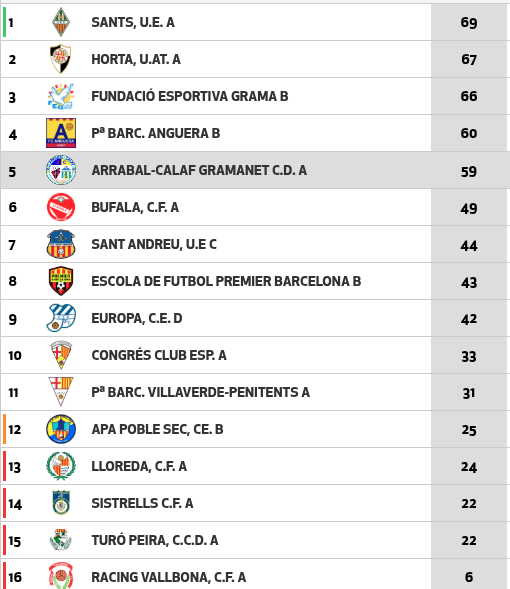 1 SANTS, U.E. A 69
2 HORTA, U.AT. A 67
3 FUNDACIÓ ESPORTIVA GRAMA B 66
4 Pª BARC. ANGUERA B 60
5 ARRABAL-CALAF GRAMANET C.D. A 59
6 BUFALA, C.F. A 49
7 SANT ANDREU, U.E C 44
8 ESCOLA DE FUTBOL PREMIER BARCELONA B 43
9 EUROPA, C.E. D 42
10 CONGRÉS CLUB ESP. A 33
11 Pª BARC. VILLAVERDE-PENITENTS A 31
12 APA POBLE SEC, CE. B 25
13 LLOREDA, C.F. A 24
14 SISTRELLS C.F. A 22
15 TURÓ PEIRA, C.C.D. A 22
16 RACING VALLBONA, C.F. A 6